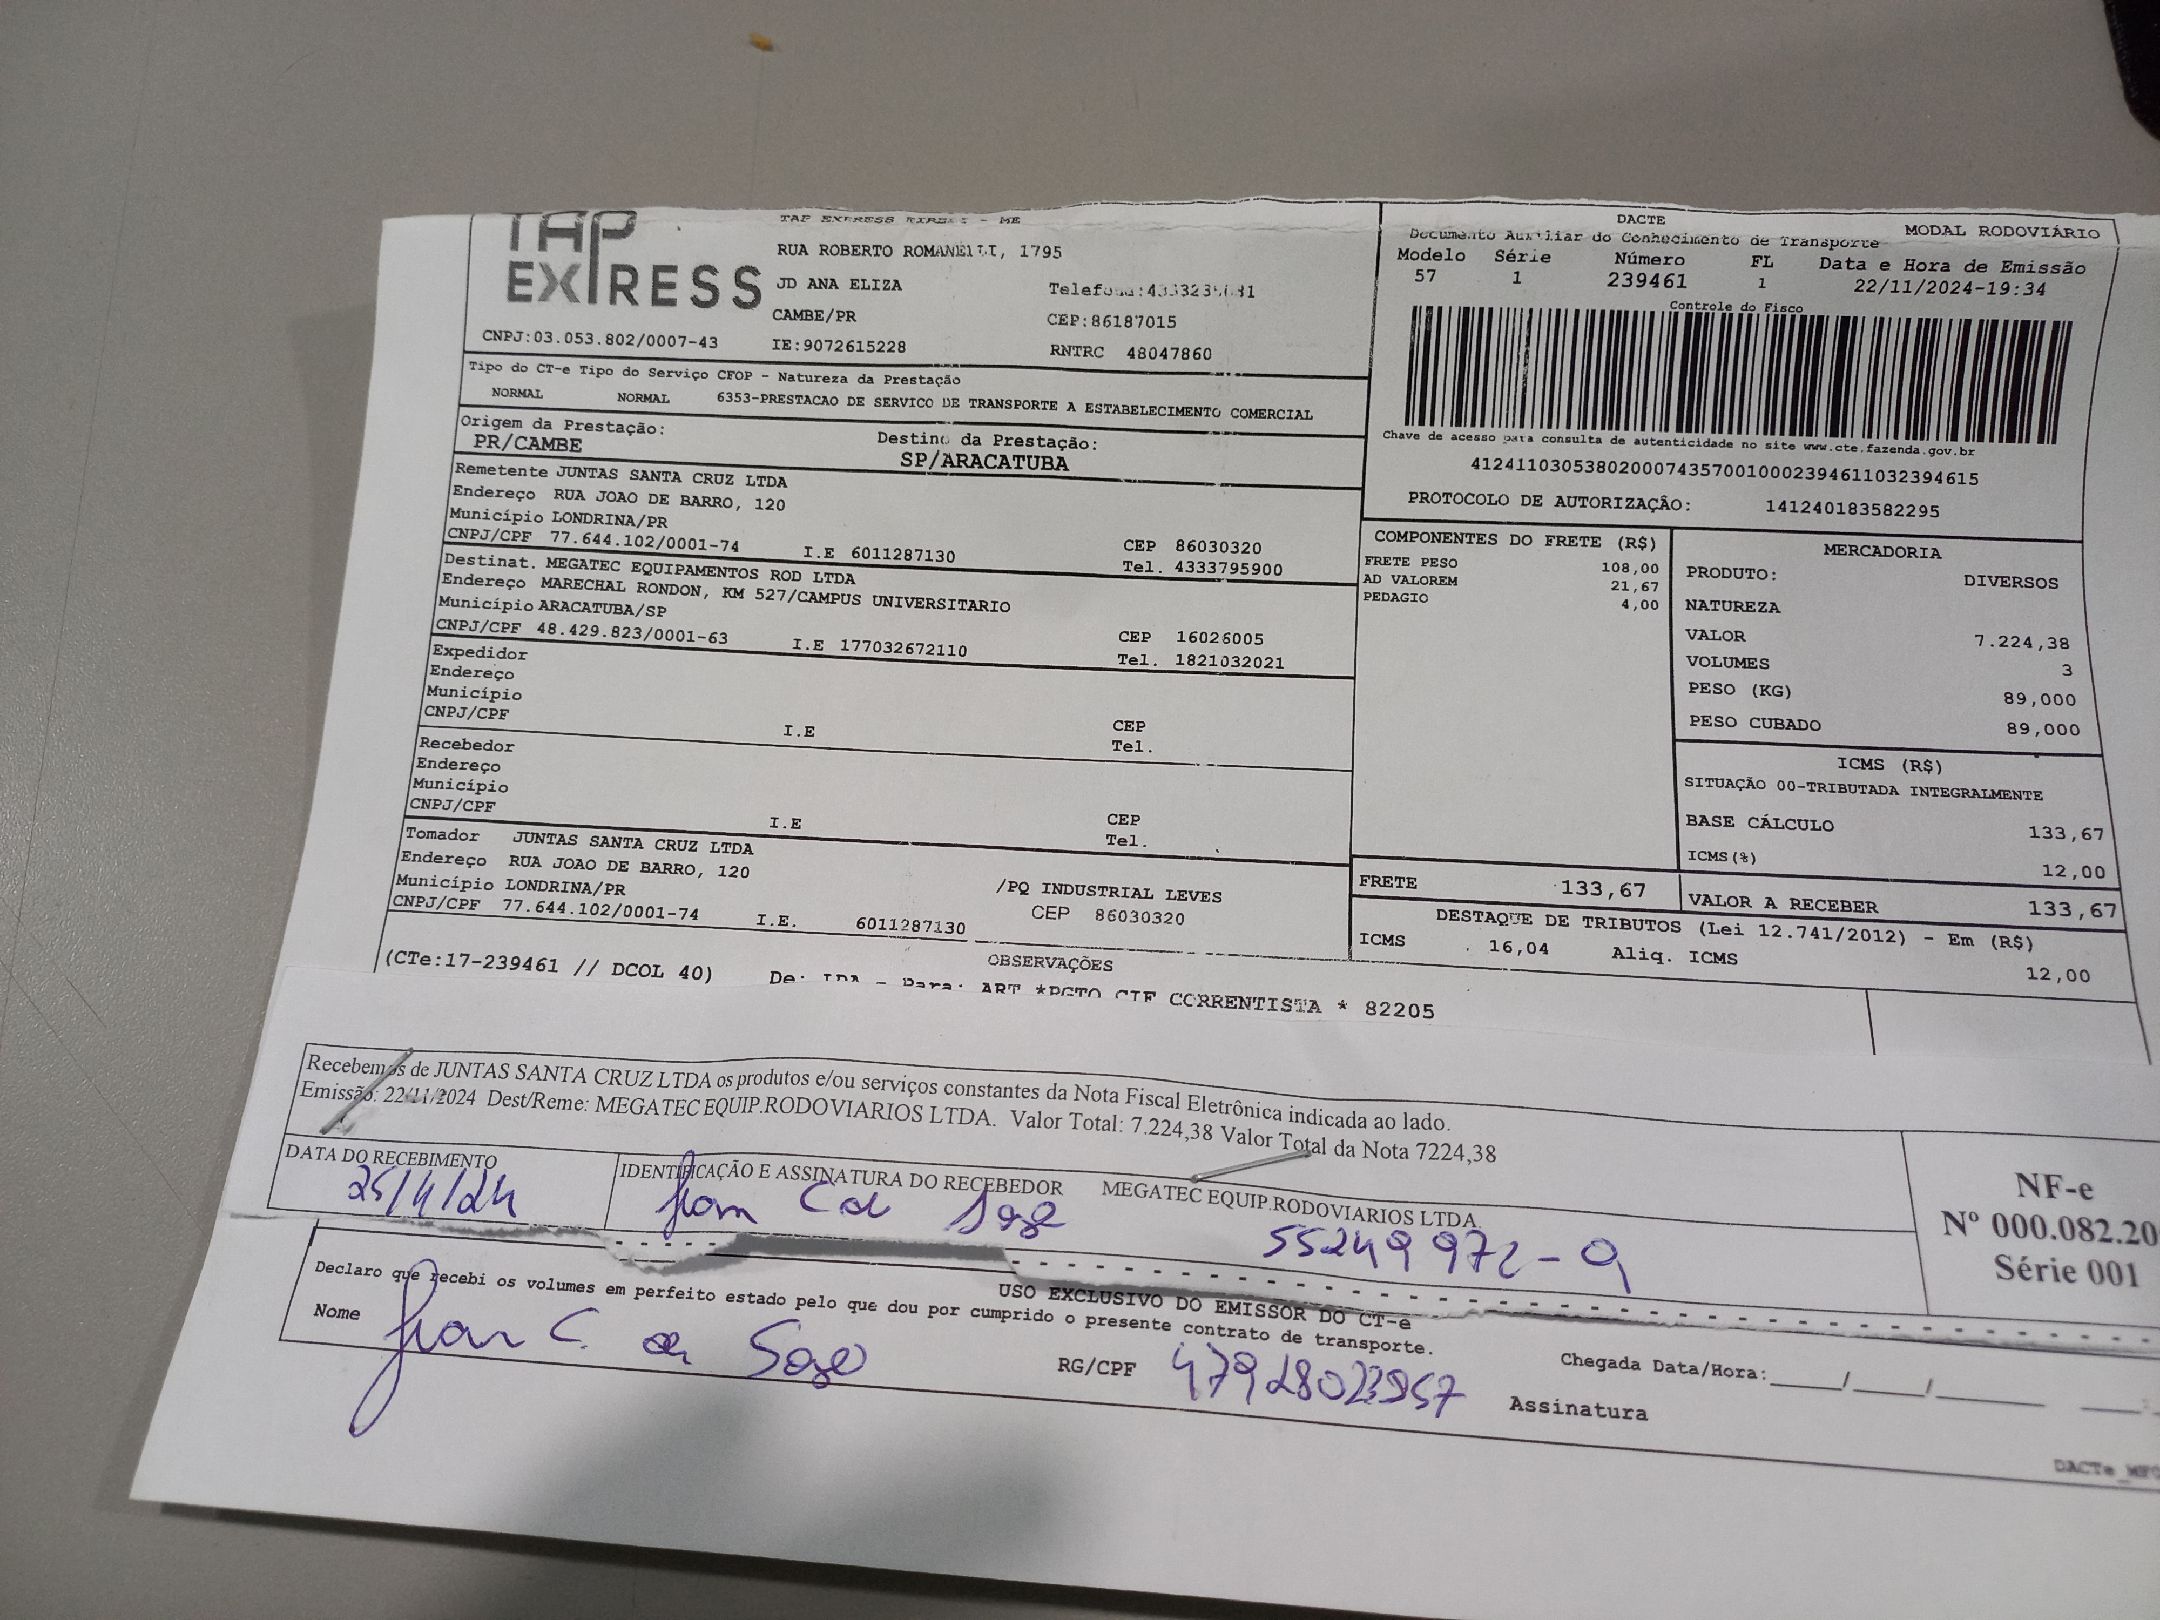 TAP EXPRESS
TAP EXPRESS EIRELI - ME
RUA ROBERTO ROMANELLI, 1795
JD ANA ELIZA
CAMBE/PR CEP:86187015
CNPJ:03.053.802/0007-43 IE:9072615228 RNTRC 48047860
DACTE MODAL RODOVIÁRIO
Documento Auxiliar do Conhecimento de Transporte
Modelo Série Número FL Data e Hora de Emissão
57 1 239461 1 22/11/2024-19:34
Controle do Fisco
Chave de acesso para consulta de autenticidade no site www.cte.fazenda.gov.br
41241103053802000743570010002394611032394615
PROTOCOLO DE AUTORIZAÇÃO: 141240183582295
Tipo do CT-e Tipo do Serviço CFOP - Natureza da Prestação
NORMAL NORMAL 6353-PRESTACAO DE SERVICO DE TRANSPORTE A ESTABELECIMENTO COMERCIAL
Origem da Prestação: Destino da Prestação:
PR/CAMBE SP/ARACATUBA
Remetente JUNTAS SANTA CRUZ LTDA
Endereço RUA JOAO DE BARRO, 120
Município LONDRINA/PR CEP 86030320
CNPJ/CPF 77.644.102/0001-74 I.E 6011287130 Tel. 4333795900
Destinat. MEGATEC EQUIPAMENTOS ROD LTDA
Endereço MARECHAL RONDON, KM 527/CAMPUS UNIVERSITARIO
Município ARACATUBA/SP CEP 16026005
CNPJ/CPF 48.429.823/0001-63 I.E 177032672110 Tel. 1821032021
Expedidor
Endereço
Município CEP
CNPJ/CPF I.E Tel.
Recebedor
Endereço
Município CEP
CNPJ/CPF I.E Tel.
Tomador JUNTAS SANTA CRUZ LTDA
Endereço RUA JOAO DE BARRO, 120 /PQ INDUSTRIAL LEVES
Município LONDRINA/PR CEP 86030320
CNPJ/CPF 77.644.102/0001-74 I.E. 6011287130
COMPONENTES DO FRETE (R$)
FRETE PESO 108,00
AD VALOREM 21,67
PEDAGIO 4,00
MERCADORIA
PRODUTO: DIVERSOS
NATUREZA
VALOR 7.224,38
VOLUMES 3
PESO (KG) 89,000
PESO CUBADO 89,000
ICMS (R$)
SITUAÇÃO 00-TRIBUTADA INTEGRALMENTE
BASE CÁLCULO 133,67
ICMS(%) 12,00
FRETE 133,67 VALOR A RECEBER 133,67
DESTAQUE DE TRIBUTOS (Lei 12.741/2012) - Em (R$)
ICMS 16,04 Aliq. ICMS 12,00
OBSERVAÇÕES
(CTe:17-239461 // DCOL 40) De: LDA - Para: ART *PGTO CIF CORRENTISTA * 82205
Recebemos de JUNTAS SANTA CRUZ LTDA os produtos e/ou serviços constantes da Nota Fiscal Eletrônica indicada ao lado.
Emissão: 22/11/2024 Dest/Reme: MEGATEC EQUIP.RODOVIARIOS LTDA. Valor Total: 7.224,38 Valor Total da Nota 7224,38
DATA DO RECEBIMENTO IDENTIFICAÇÃO E ASSINATURA DO RECEBEDOR MEGATEC EQUIP.RODOVIARIOS LTDA.
25/11/24 55249972-9
NF-e
Nº 000.082.20
Série 001
USO EXCLUSIVO DO EMISSOR DO CT-e
Declaro que recebi os volumes em perfeito estado pelo que dou por cumprido o presente contrato de transporte.
Nome RG/CPF Chegada Data/Hora:
Assinatura